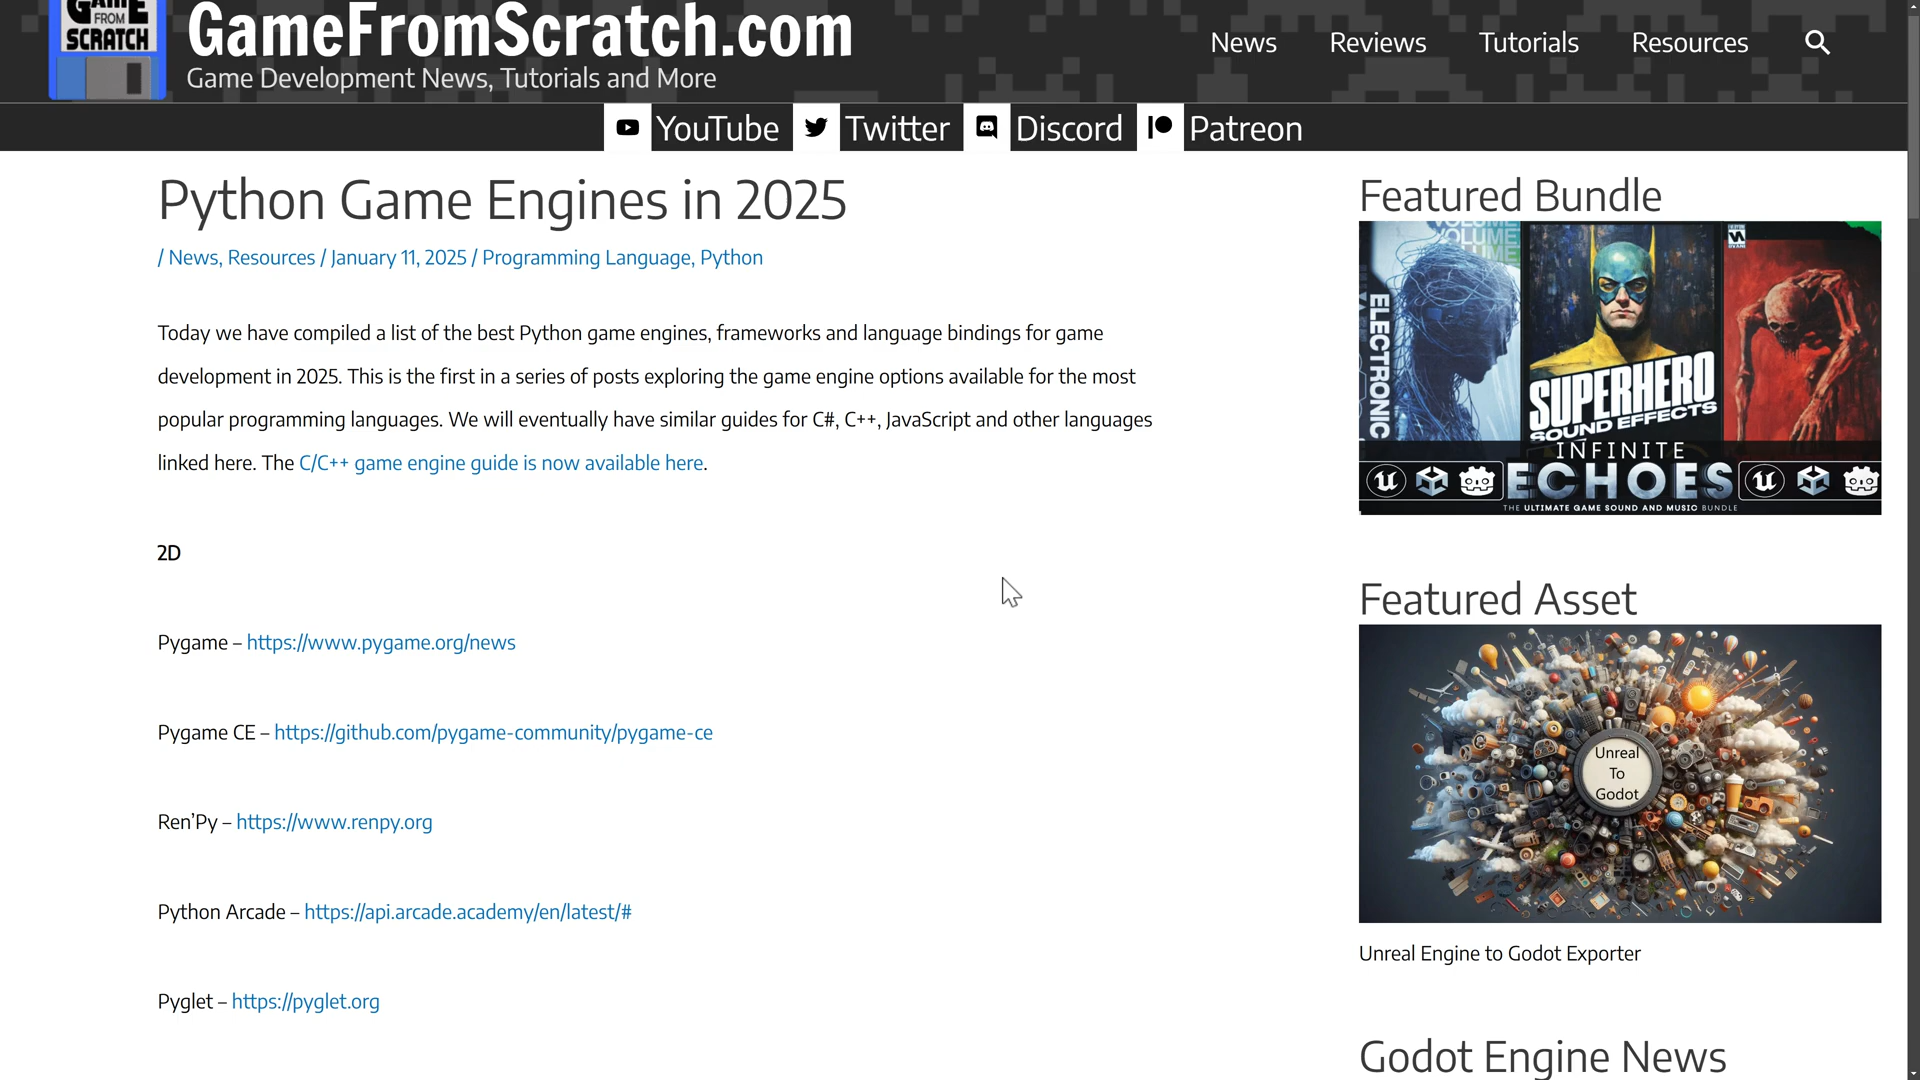 GAME
FROM
SCRATCH
GameFromScratch.com
Game Development News, Tutorials and More
News
Reviews
Tutorials
Resources
YouTube
Twitter
Discord
Patreon
Python Game Engines in 2025
/ News, Resources / January 11, 2025 / Programming Language, Python
Today we have compiled a list of the best Python game engines, frameworks and language bindings for game
development in 2025. This is the first in a series of posts exploring the game engine options available for the most
popular programming languages. We will eventually have similar guides for C#, C++, JavaScript and other languages
linked here. The C/C++ game engine guide is now available here.
2D
Pygame – https://www.pygame.org/news
Pygame CE – https://github.com/pygame-community/pygame-ce
Ren’Py – https://www.renpy.org
Python Arcade – https://api.arcade.academy/en/latest/#
Pyglet – https://pyglet.org
Featured Bundle
VOLUME
VOLUME
VOLUME
ELECTRONIC
SUPERHERO
SOUND EFFECTS
INFINITE
ECHOES
THE ULTIMATE GAME SOUND AND MUSIC BUNDLE
Featured Asset
Unreal
To
Godot
Unreal Engine to Godot Exporter
Godot Engine News